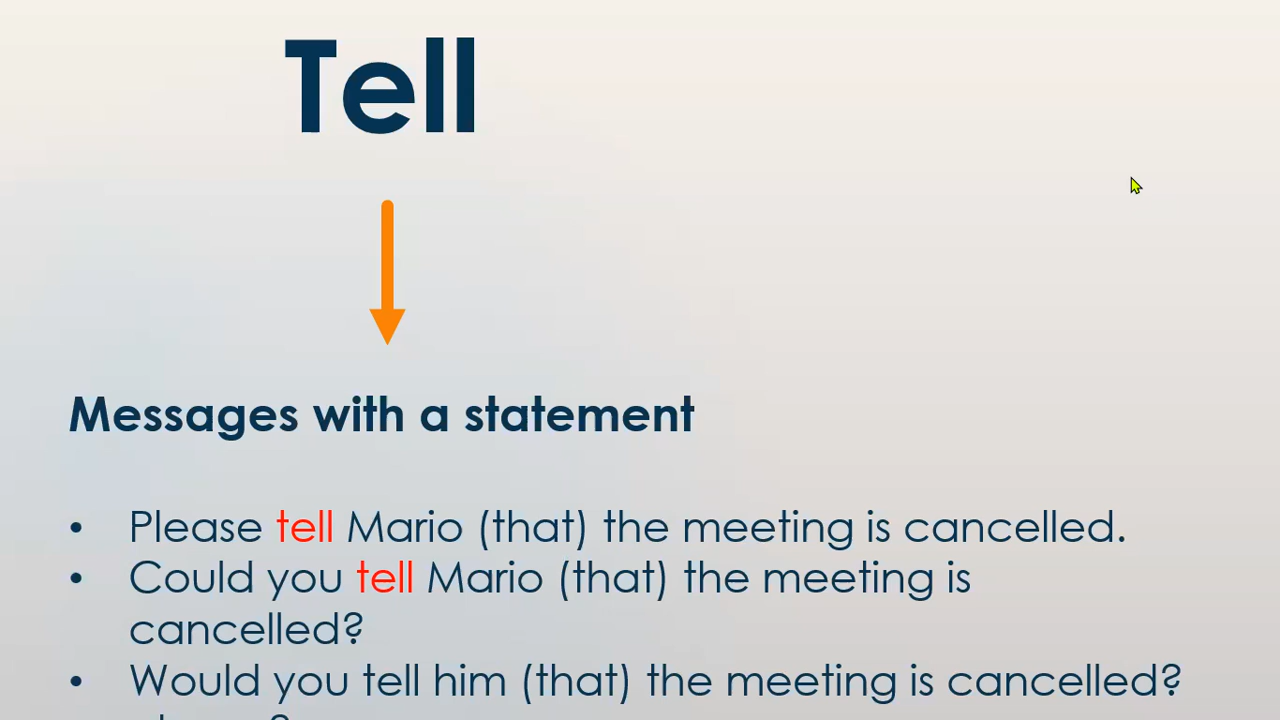 Tell
Messages with a statement
• Please tell Mario (that) the meeting is cancelled.
• Could you tell Mario (that) the meeting is
cancelled?
• Would you tell him (that) the meeting is cancelled?